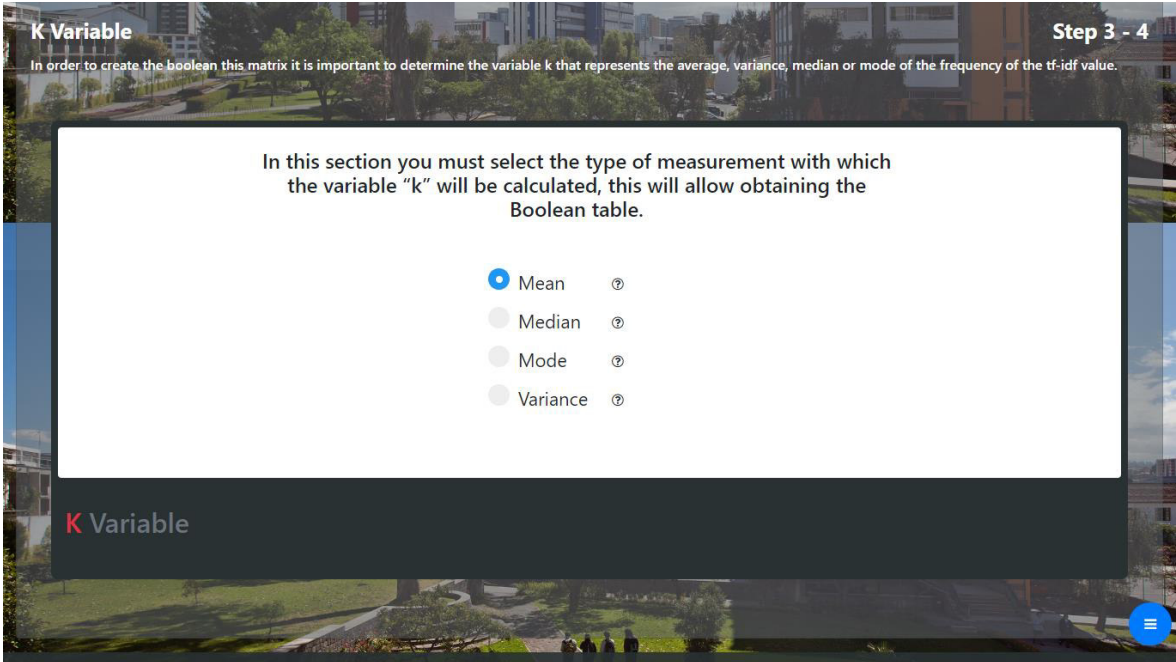 K Variable
Step 3 - 4
In order to create the boolean this matrix it is important to determine the variable k that represents the average, variance, median or mode of the frequency of the tf-idf value.
In this section you must select the type of measurement with which
the variable “k” will be calculated, this will allow obtaining the
Boolean table.
Mean
Median
Mode
Variance
K Variable